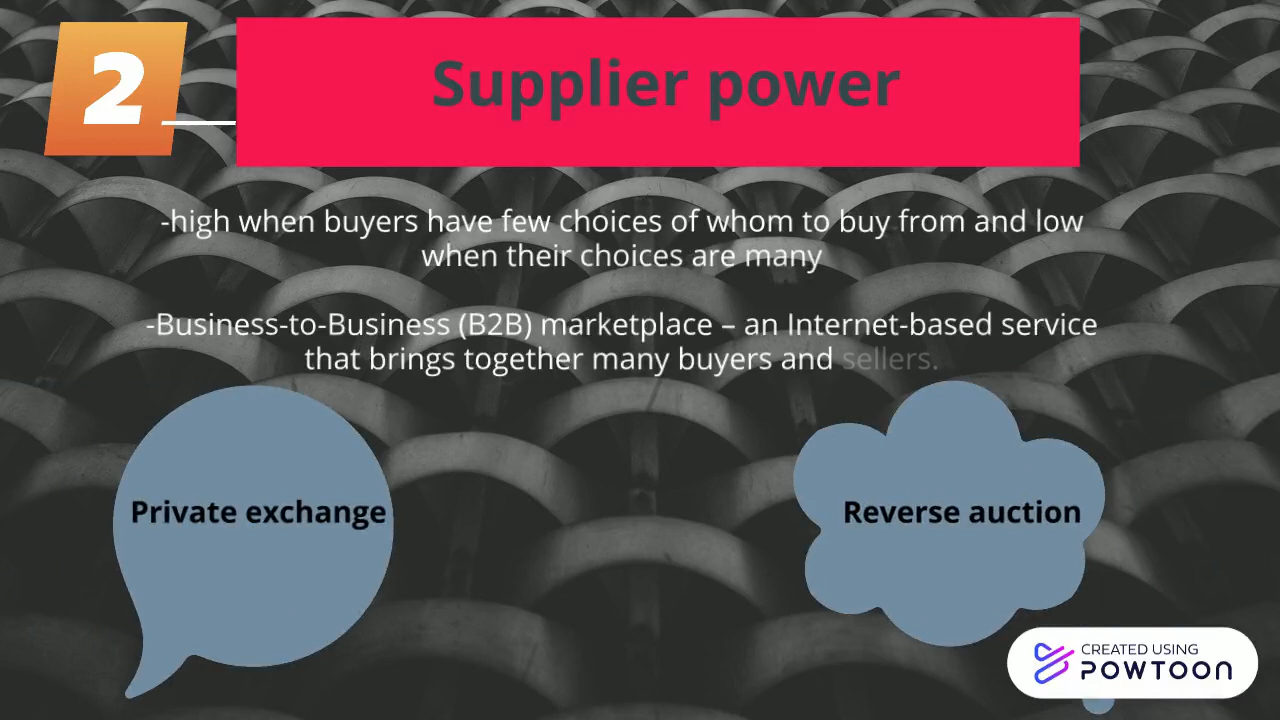 2
Supplier power
-high when buyers have few choices of whom to buy from and low
when their choices are many
-Business-to-Business (B2B) marketplace – an Internet-based service
that brings together many buyers and sellers.
Private exchange
Reverse auction
CREATED USING
POWTOON